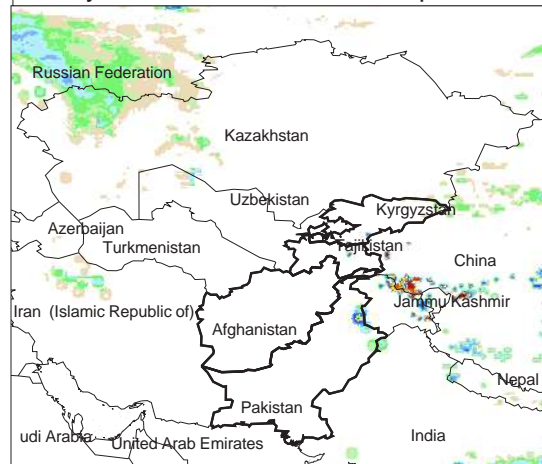 Russian Federation
Kazakhstan
Uzbekistan
Kyrgyzstan
Azerbaijan
Turkmenistan
Tajikistan
China
Iran (Islamic Republic of)
Jammu/Kashmir
Afghanistan
Nepal
Pakistan
udi Arabia
United Arab Emirates
India